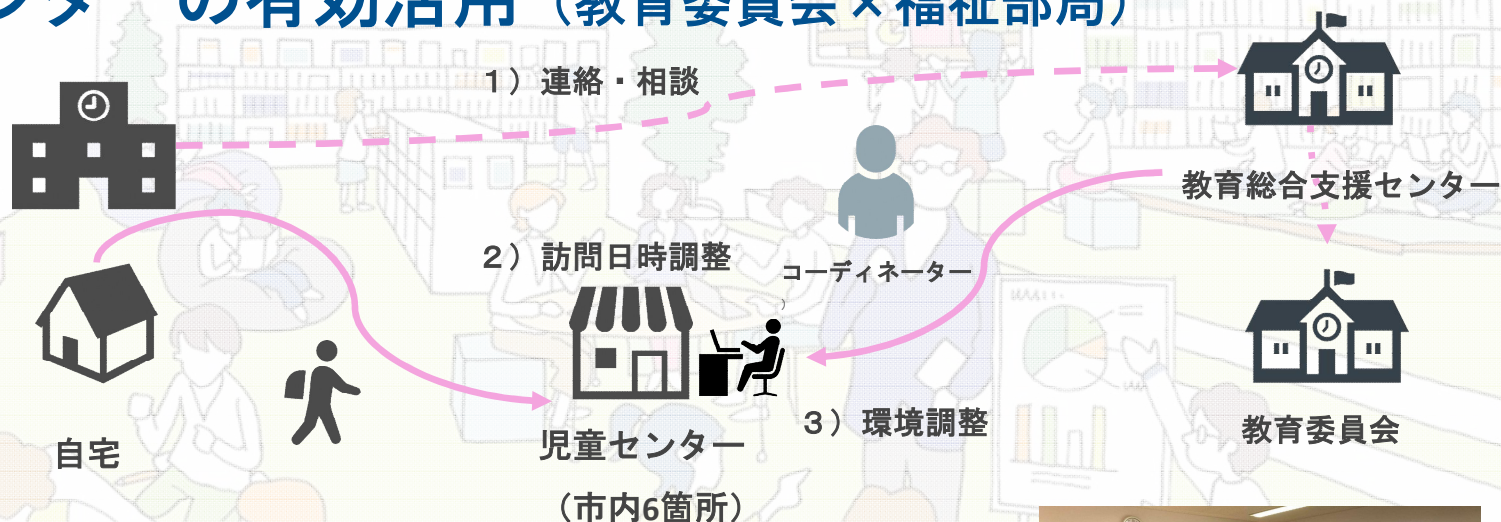 ンターの有効活用（教育委員会×福祉部局）
１）連絡・相談
教育総合支援センター
２）訪問日時調整
コーディネーター
）
３）環境調整
児童センター
（市内6箇所）
自宅
教育委員会